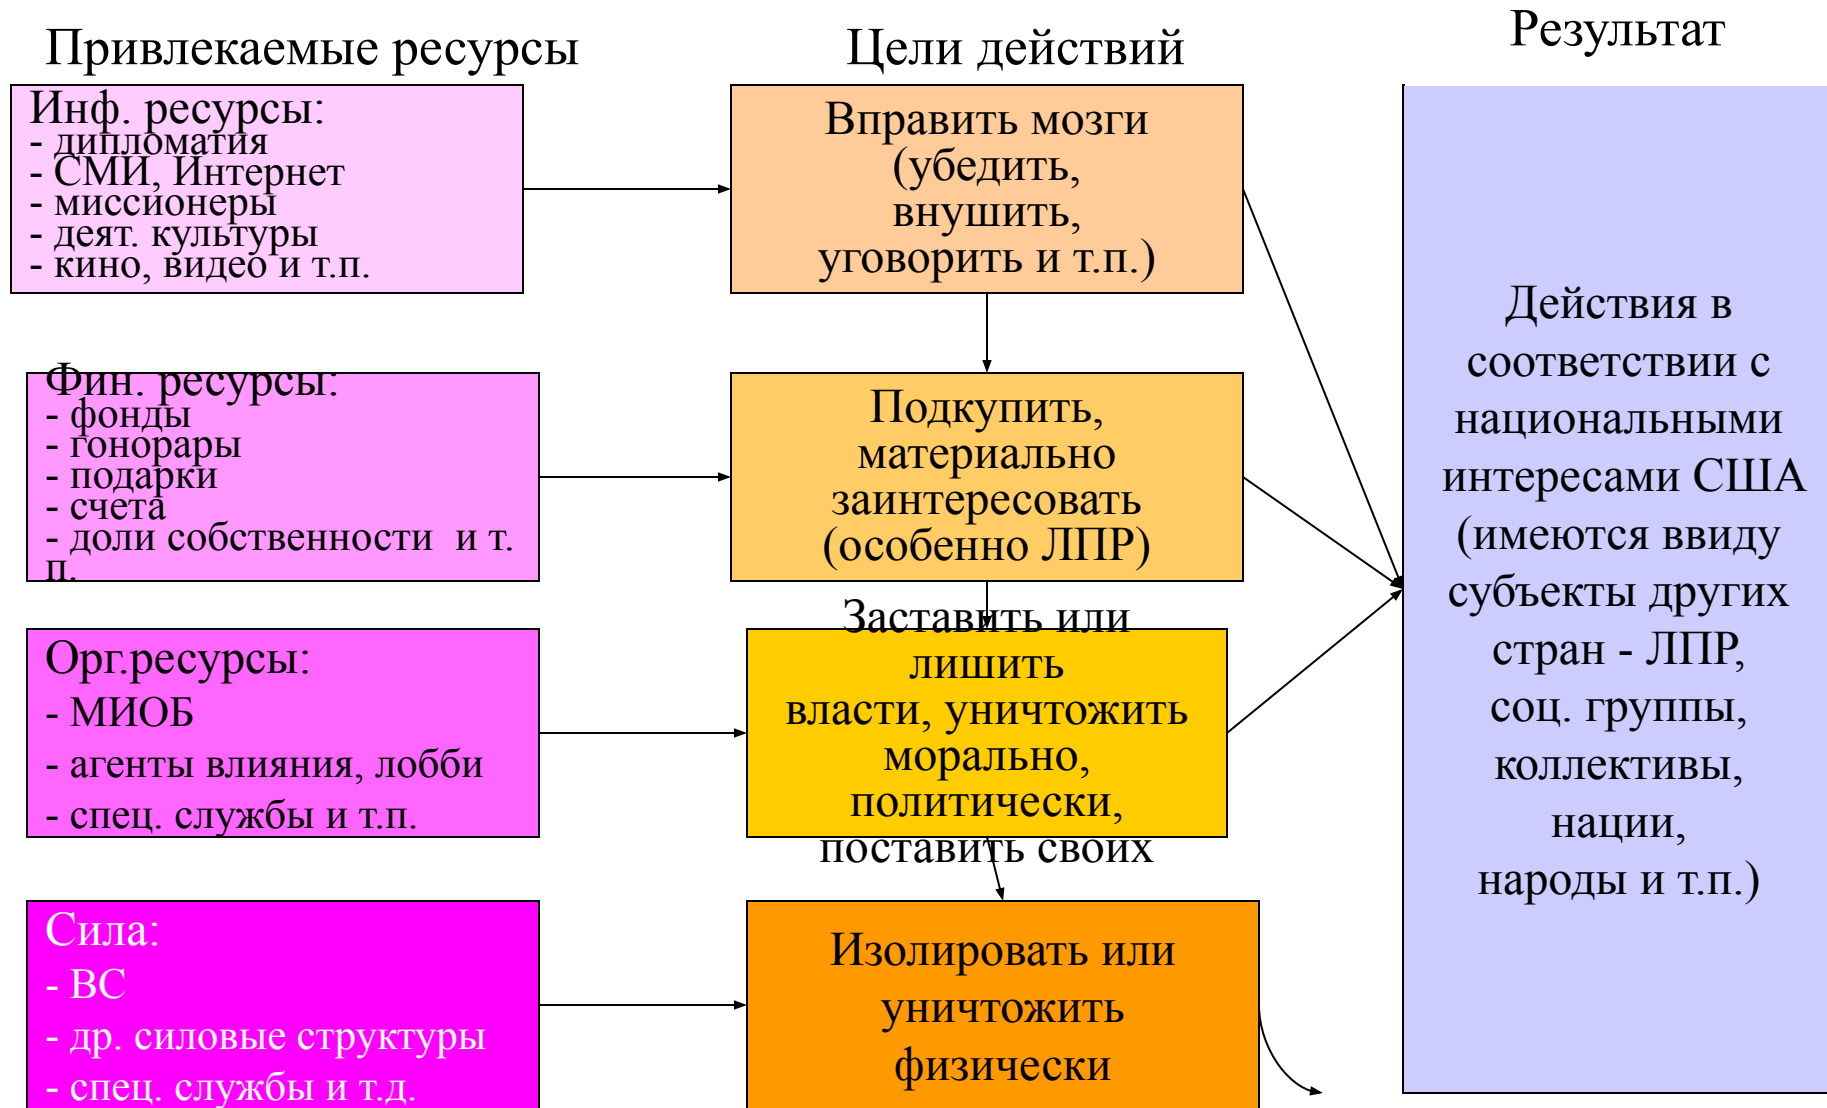 Привлекаемые ресурсы
Цели действий
Результат
Инф. ресурсы:
- дипломатия
- СМИ, Интернет
- миссионеры
- деят. культуры
- кино, видео и т.п.
Вправить мозги
(убедить,
внушить,
уговорить и т.п.)
Фин. ресурсы:
- фонды
- гонорары
- подарки
- счета
- доли собственности и т.
п.
Подкупить,
материально
заинтересовать
(особенно ЛПР)
Орг.ресурсы:
- МИОБ
- агенты влияния, лобби
- спец. службы и т.п.
Заставить или
лишить
власти, уничтожить
морально,
политически,
поставить своих
Сила:
- ВС
- др. силовые структуры
- спец. службы и т.д.
Изолировать или
уничтожить
физически
Действия в
соответствии с
национальными
интересами США
(имеются ввиду
субъекты других
стран - ЛПР,
соц. группы,
коллективы,
нации,
народы и т.п.)